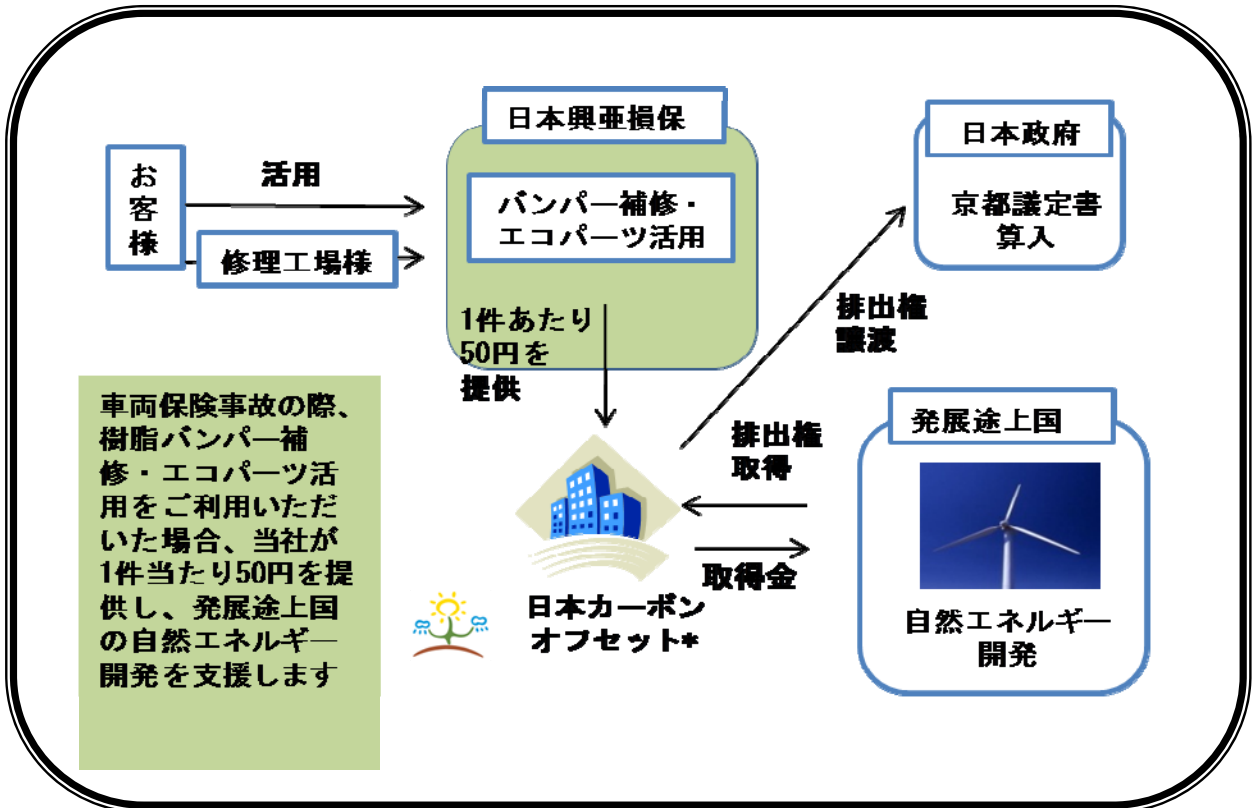 日本興亜損保
日本政府
お
客
様
活用
バンパー補修・
エコパーツ活用
京都議定書
算入
修理工場様
1件あたり
50円を
提供
排出権
譲渡
車両保険事故の際、
樹脂バンパー補
修・エコパーツ活
用をご利用いただ
いた場合、当社が
1件当たり50円を提
供し、発展途上国
の自然エネルギー
開発を支援します
排出権
取得
発展途上国
取得金
日本カーボン
オフセット*
自然エネルギー
開発